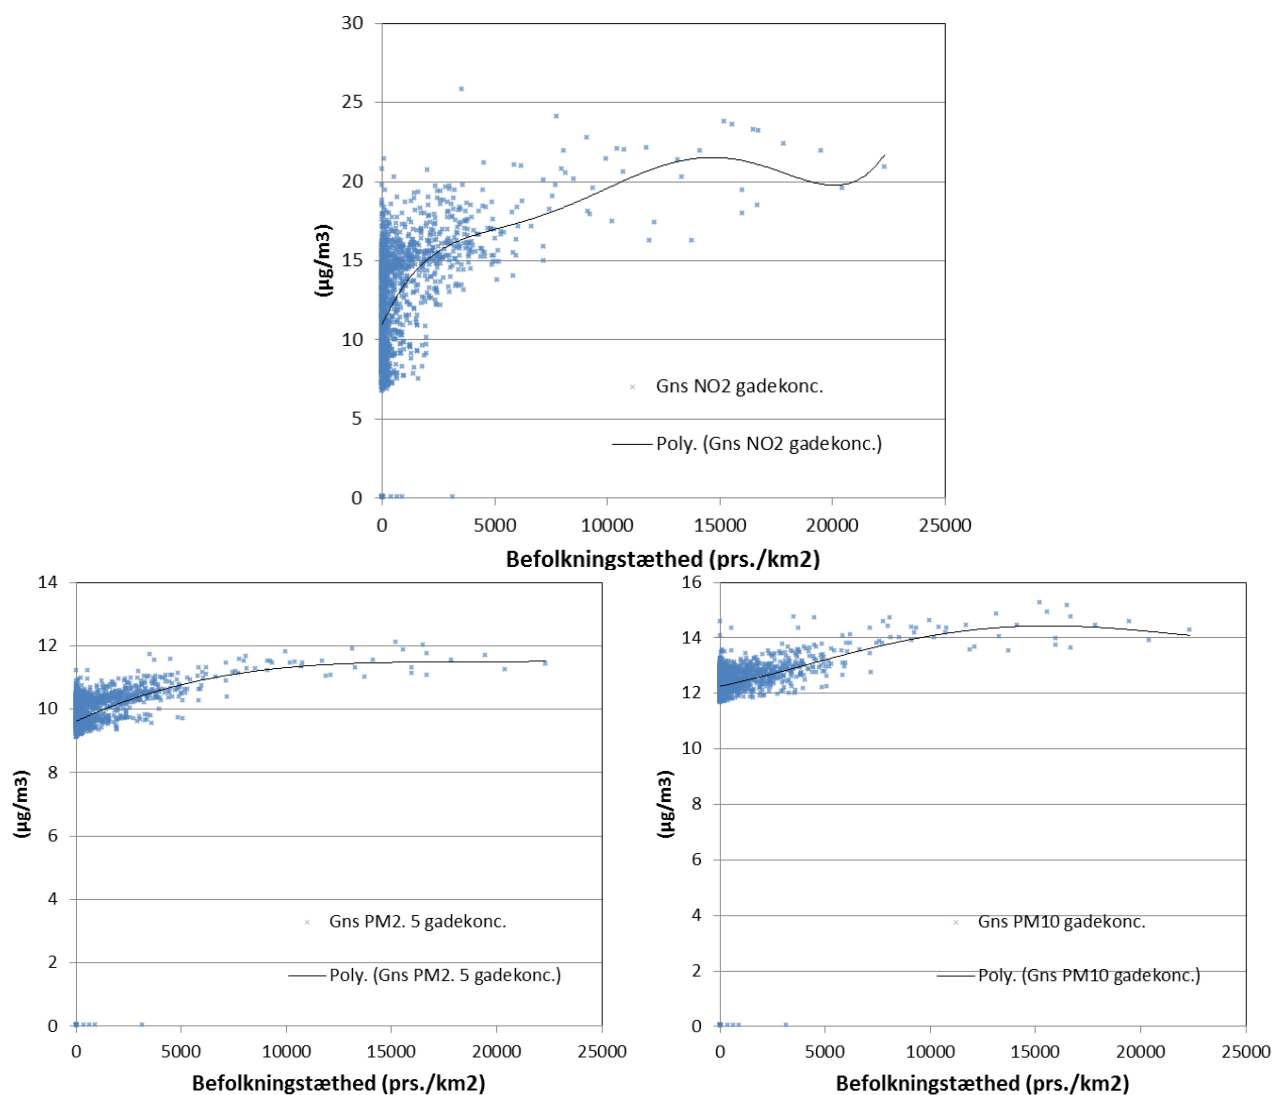 30
25
20
15
10
5
0
(µg/m3)
Gns NO2 gadekonc.
Poly. (Gns NO2 gadekonc.)
0 5000 10000 15000 20000 25000
Befolkningstæthed (prs./km2)
14
12
10
8
6
4
2
0
(µg/m3)
Gns PM2. 5 gadekonc.
Poly. (Gns PM2. 5 gadekonc.)
0 5000 10000 15000 20000 25000
Befolkningstæthed (prs./km2)
16
14
12
10
8
6
4
2
0
(µg/m3)
Gns PM10 gadekonc.
Poly. (Gns PM10 gadekonc.)
0 5000 10000 15000 20000 25000
Befolkningstæthed (prs./km2)